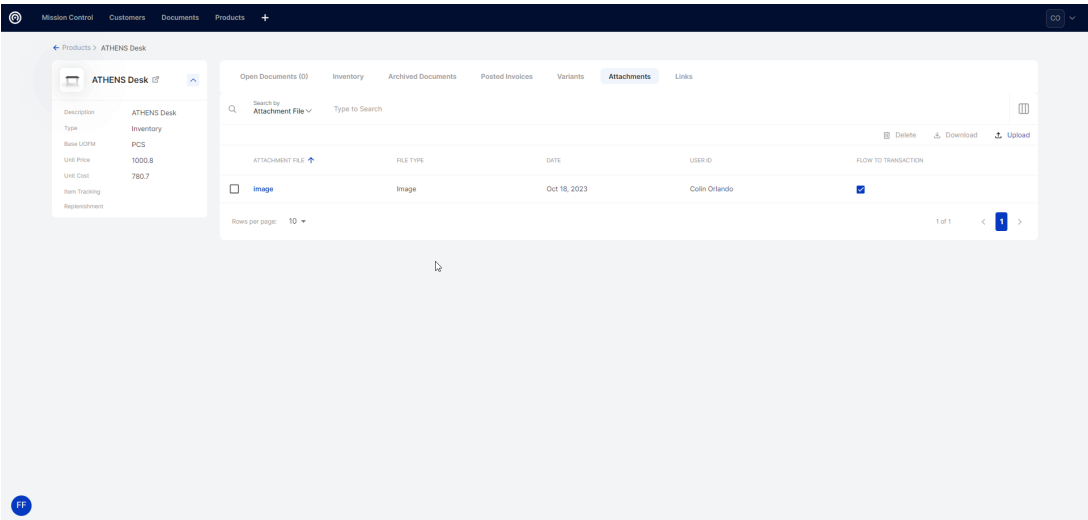 Mission Control Customers Documents Products + CO
← Products > ATHENS Desk
ATHENS Desk
Description ATHENS Desk
Type Inventory
Base UOFM PCS
Unit Price 1000.8
Unit Cost 780.7
Item Tracking
Replenishment
Open Documents (0) Inventory Archived Documents Posted Invoices Variants Attachments Links
Search by
Attachment File Type to Search
Delete Download Upload
ATTACHMENT FILE FILE TYPE DATE USER ID FLOW TO TRANSACTION
image Image Oct 18, 2023 Colin Orlando
Rows per page: 10 1 of 1 < 1 >
FF